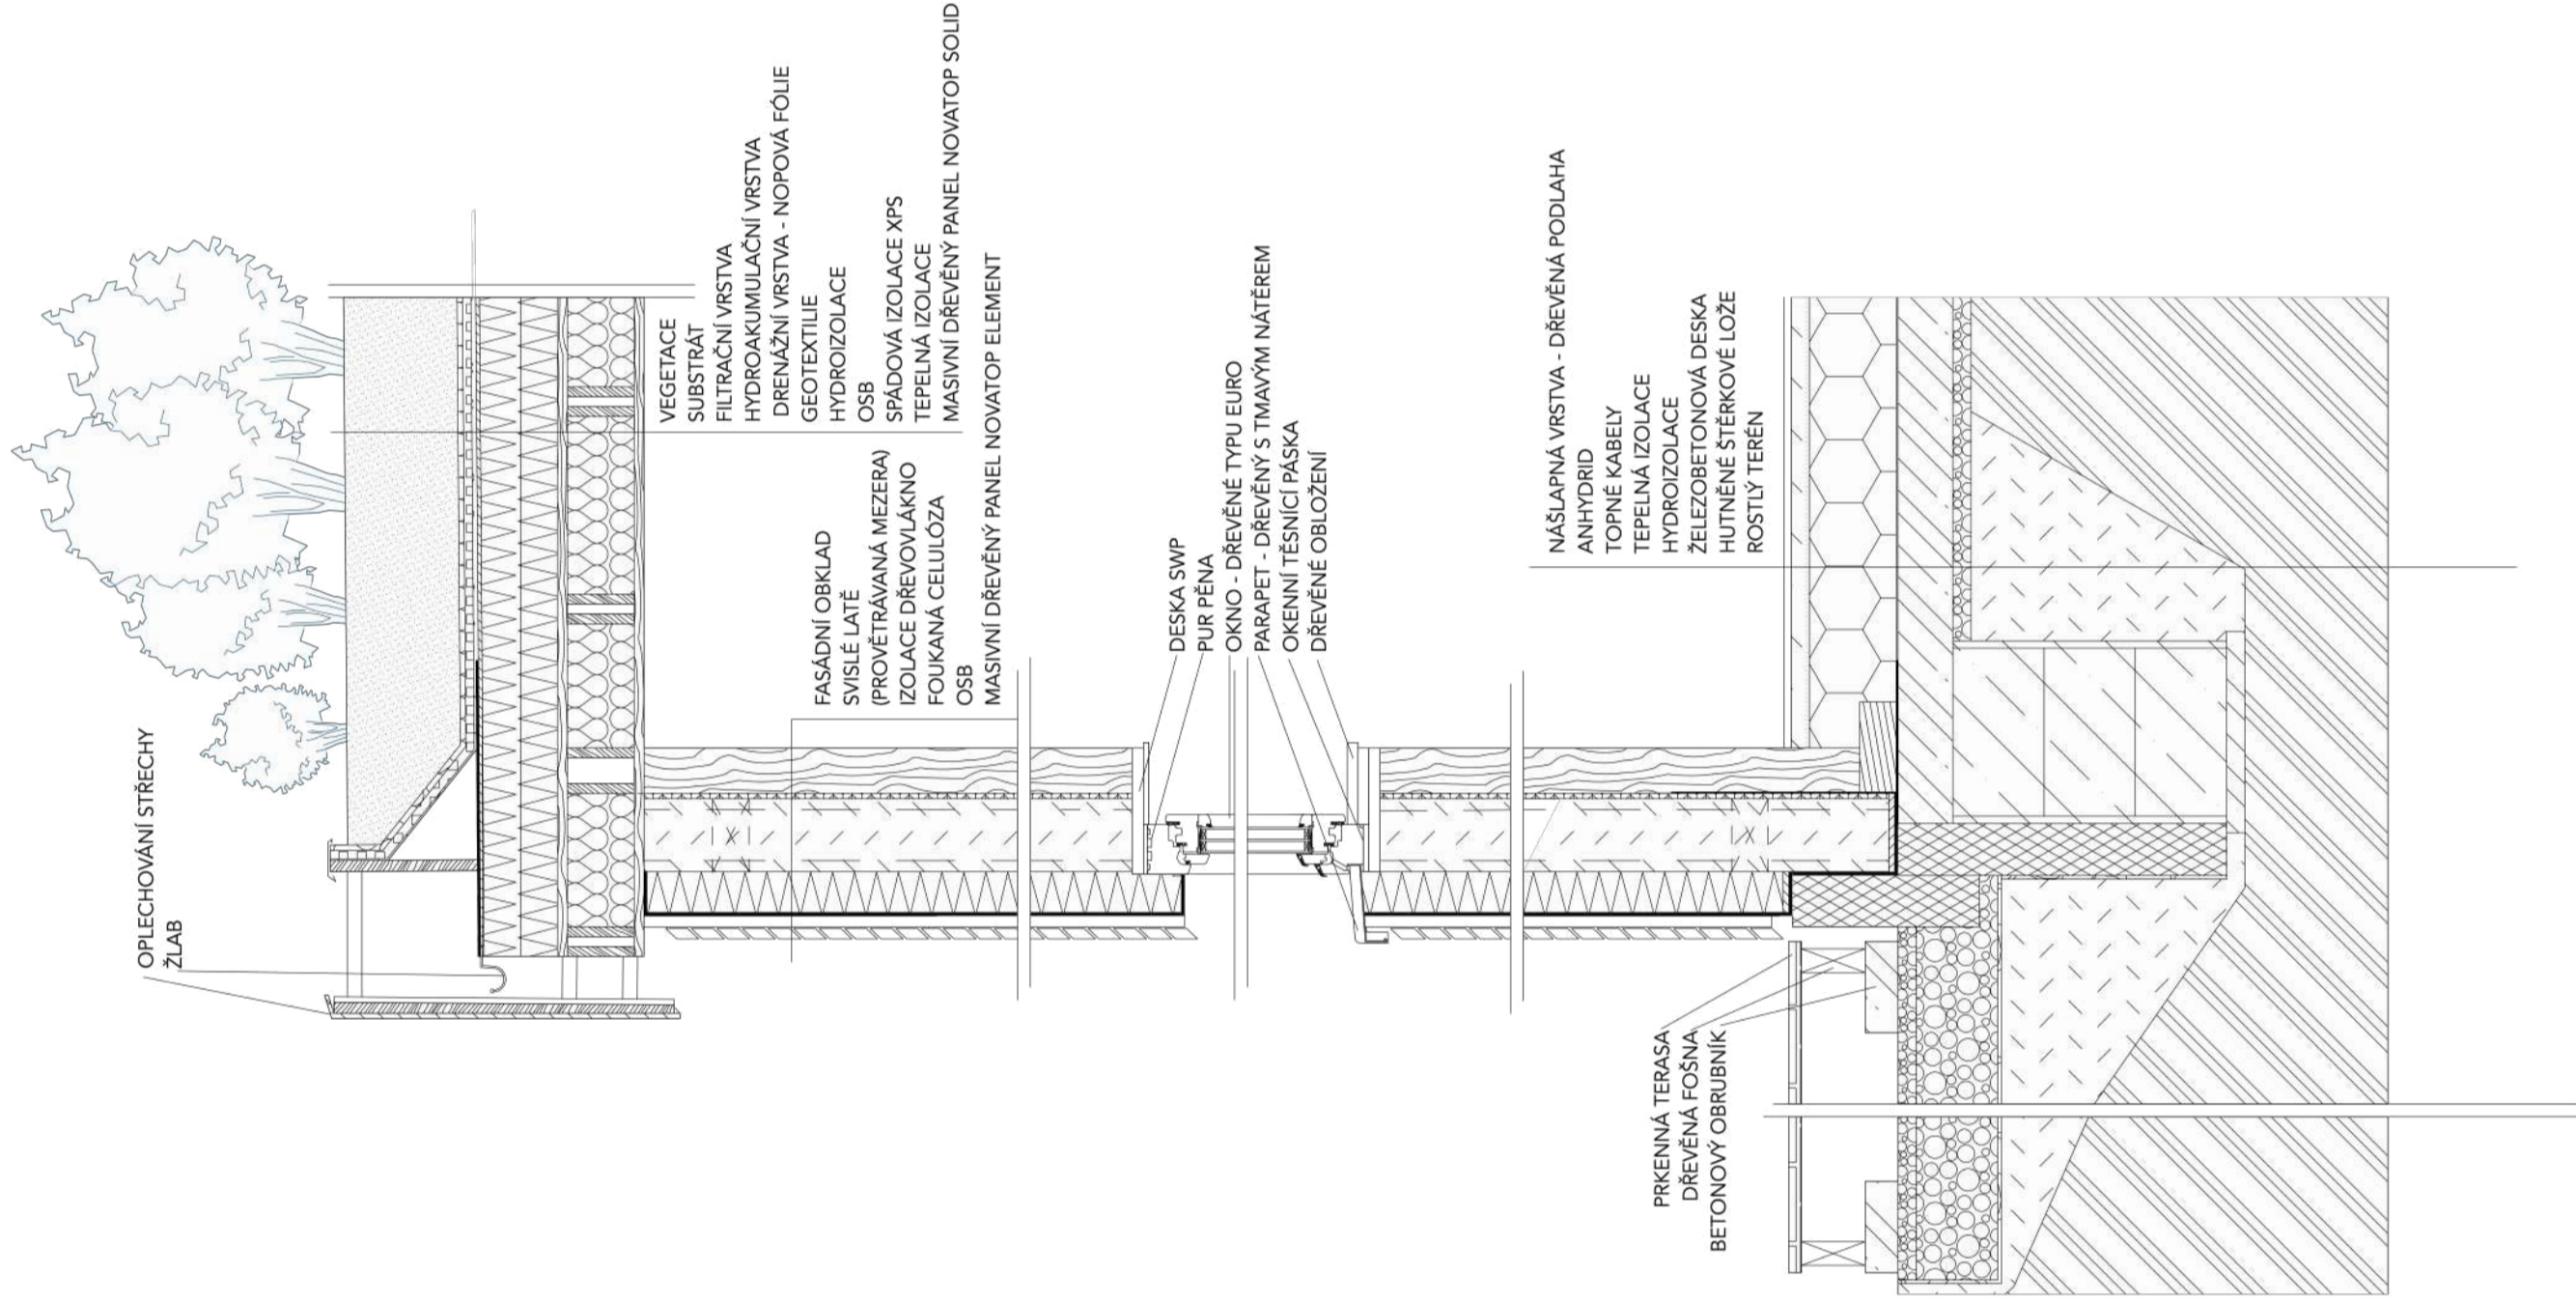 OPLECHOVÁNÍ STŘECHY
ŽLAB
VEGETACE
SUBSTRÁT
FILTRAČNÍ VRSTVA
HYDROAKUMULAČNÍ VRSTVA
DRENÁŽNÍ VRSTVA - NOPOVÁ FÓLIE
GEOTEXTILIE
HYDROIZOLACE
OSB
SPÁDOVÁ IZOLACE XPS
TEPELNÁ IZOLACE
MASIVNÍ DŘEVĚNÝ PANEL NOVATOP SOLID
FASÁDNÍ OBKLAD
SVISLÉ LATĚ
(PROVĚTRÁVANÁ MEZERA)
IZOLACE DŘEVOVLÁKNO
FOUKANÁ CELULÓZA
OSB
MASIVNÍ DŘEVĚNÝ PANEL NOVATOP ELEMENT
DESKA SWP
PUR PĚNA
OKNO - DŘEVĚNÉ TYPU EURO
PARAPET - DŘEVĚNÝ S TMAVÝM NÁTĚREM
OKENNÍ TĚSNÍCÍ PÁSKA
DŘEVĚNÉ OBLOŽENÍ
NÁŠLAPNÁ VRSTVA - DŘEVĚNÁ PODLAHA
ANHYDRID
TOPNÉ KABELY
TEPELNÁ IZOLACE
HYDROIZOLACE
ŽELEZOBETONOVÁ DESKA
HUTNĚNÉ ŠTĚRKOVÉ LOŽE
ROSTLÝ TERÉN
PRKENNÁ TERASA
DŘEVĚNÁ FOŠNA
BETONOVÝ OBRUBNÍK